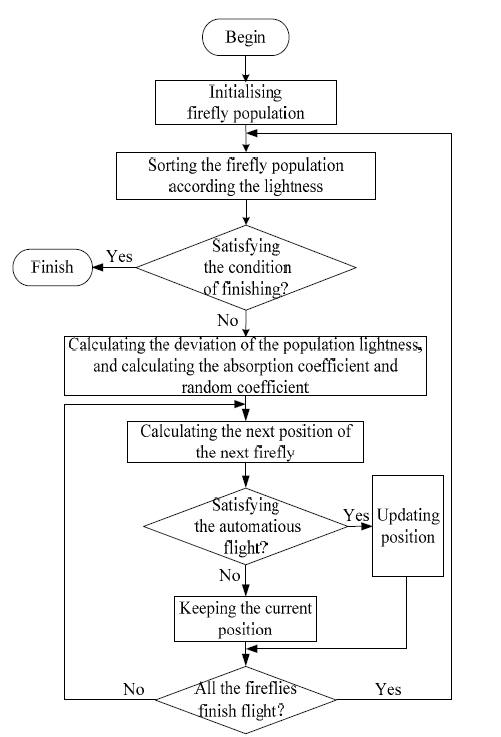 Begin
Initialising
firefly population
Sorting the firefly population
according the lightness
Satisfying
the condition
of finishing?
Yes
Finish
No
Calculating the deviation of the population lightness,
and calculating the absorption coefficient and
random coefficient
Calculating the next position of
the next firefly
Satisfying
the automatious
flight?
Yes
Updating
position
No
Keeping the current
position
All the fireflies
finish flight?
No
Yes